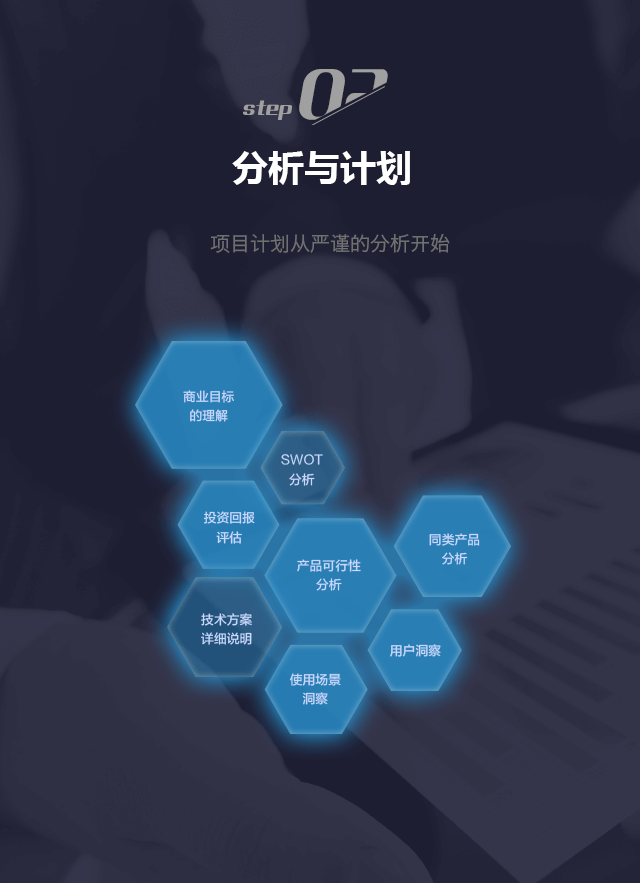 step 02
分析与计划
项目计划从严谨的分析开始
商业目标
的理解
SWOT
分析
投资回报
评估
产品可行性
分析
同类产品
分析
技术方案
详细说明
用户洞察
使用场景
洞察